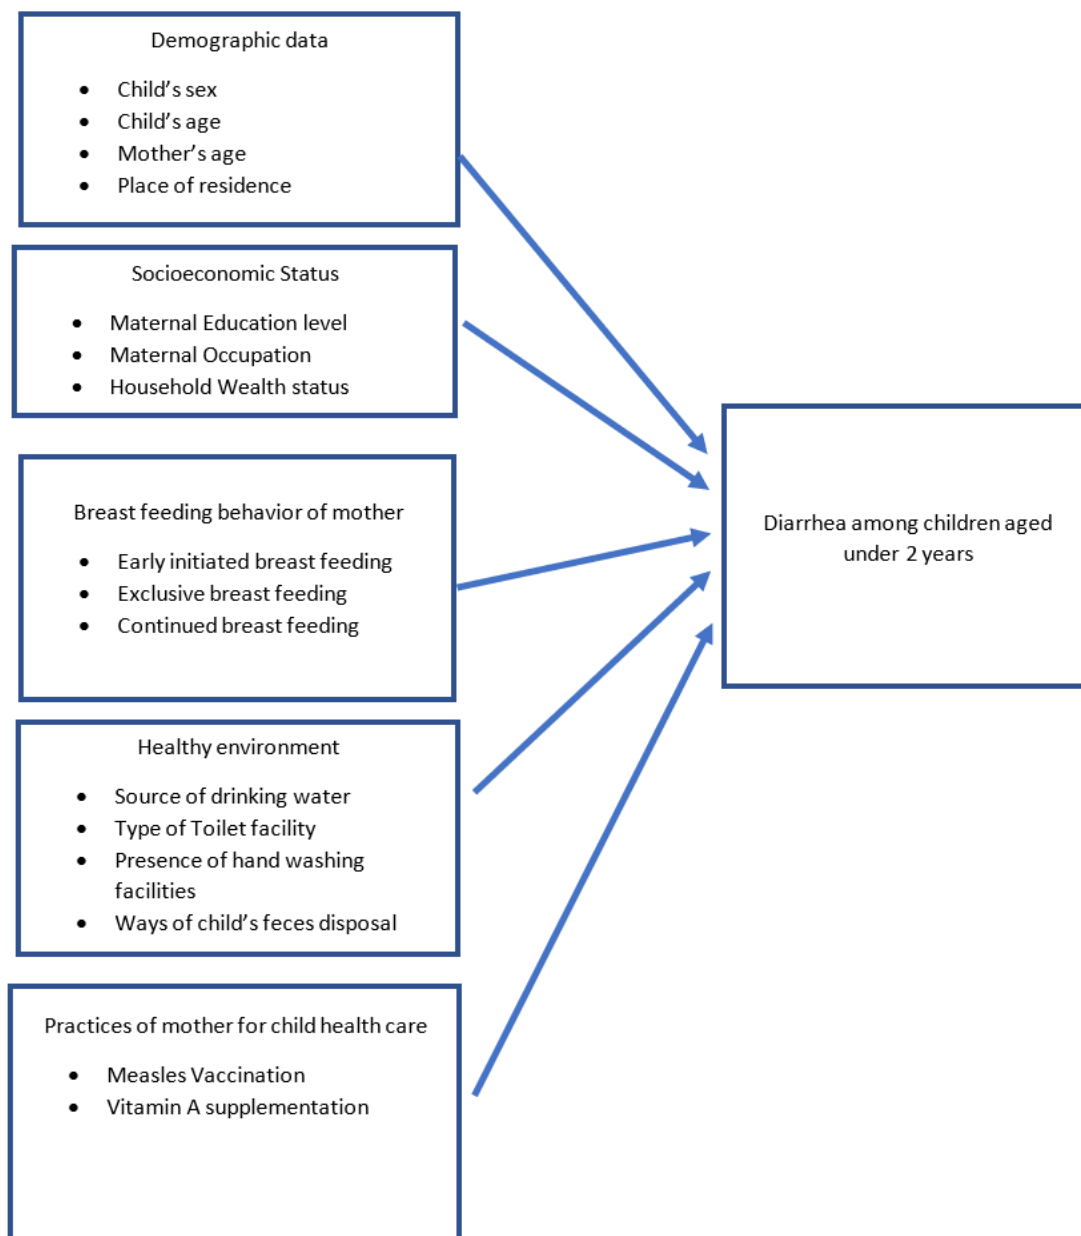 Demographic data
• Child’s sex
• Child’s age
• Mother’s age
• Place of residence
Socioeconomic Status
• Maternal Education level
• Maternal Occupation
• Household Wealth status
Breast feeding behavior of mother
• Early initiated breast feeding
• Exclusive breast feeding
• Continued breast feeding
Healthy environment
• Source of drinking water
• Type of Toilet facility
• Presence of hand washing
facilities
• Ways of child’s feces disposal
Practices of mother for child health care
• Measles Vaccination
• Vitamin A supplementation
Diarrhea among children aged
under 2 years